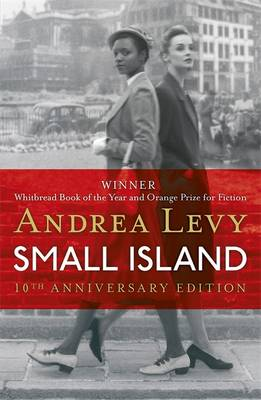 WINNER
Whitbread Book of the Year and Orange Prize for Fiction
ANDREA LEVY
SMALL ISLAND
10TH ANNIVERSARY EDITION